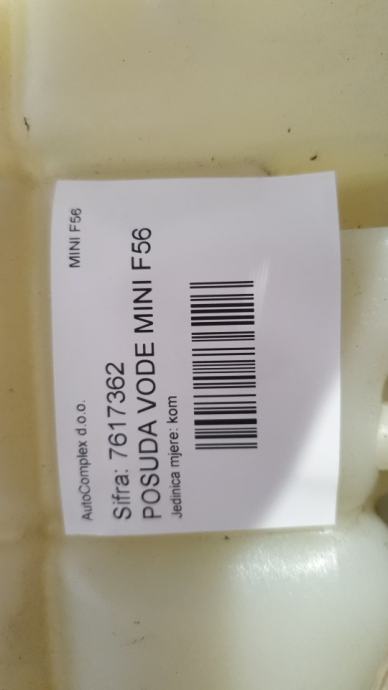 AutoComplex d.o.o. MINI F56
Sifra: 7617362
POSUDA VODE MINI F56
Jedinica mjere: kom